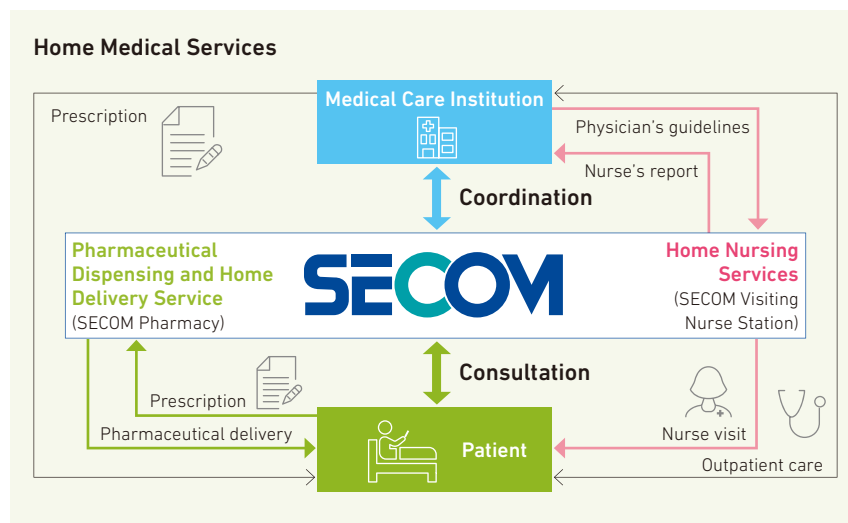 Home Medical Services
Medical Care Institution
Prescription
Physician's guidelines
Nurse's report
Coordination
Pharmaceutical
Dispensing and Home
Delivery Service
(SECOM Pharmacy)
SECOM
Home Nursing
Services
(SECOM Visiting
Nurse Station)
Consultation
Prescription
Pharmaceutical delivery
Patient
Nurse visit
Outpatient care